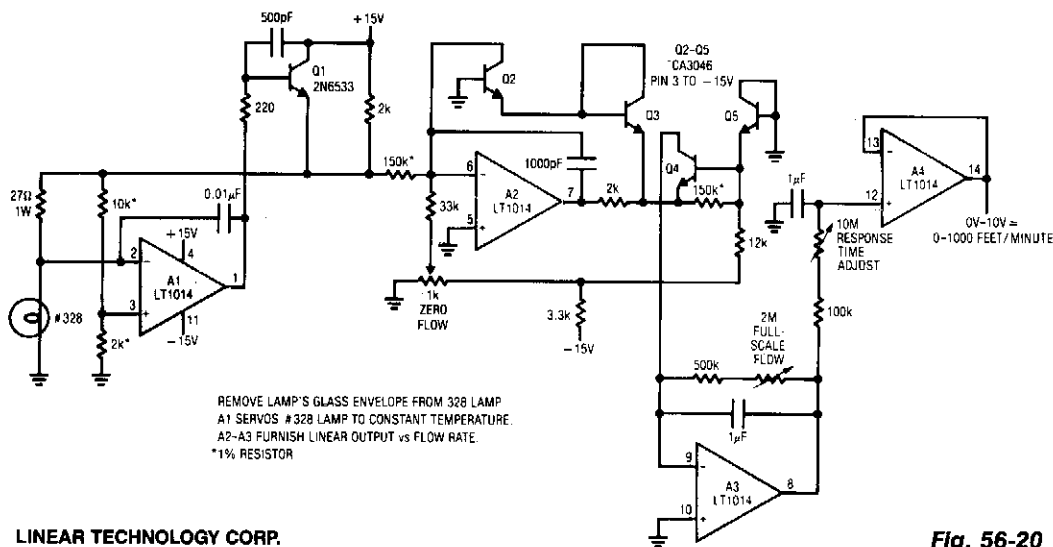 500pF
+15V
Q1
2N6533
220
2k
27Ω
1W
10k*
0.01µF
+15V
2
4
A1
LT1014
1
3
11
-15V
#328
2k*
150k*
Q2
Q2-Q5
CA3046
PIN 3 TO -15V
Q3
Q5
Q4
1000pF
6
A2
LT1014
7
5
33k
2k
150k*
12k
1k
ZERO
FLOW
3.3k
-15V
1µF
13
A4
LT1014
14
12
0V-10V =
0-1000 FEET/MINUTE
10M
RESPONSE
TIME
ADJUST
100k
2M
FULL-
SCALE
FLOW
500k
1µF
9
A3
LT1014
8
10
REMOVE LAMP'S GLASS ENVELOPE FROM 328 LAMP
A1 SERVOS #328 LAMP TO CONSTANT TEMPERATURE.
A2-A3 FURNISH LINEAR OUTPUT vs FLOW RATE.
*1% RESISTOR
LINEAR TECHNOLOGY CORP.
Fig. 56-20